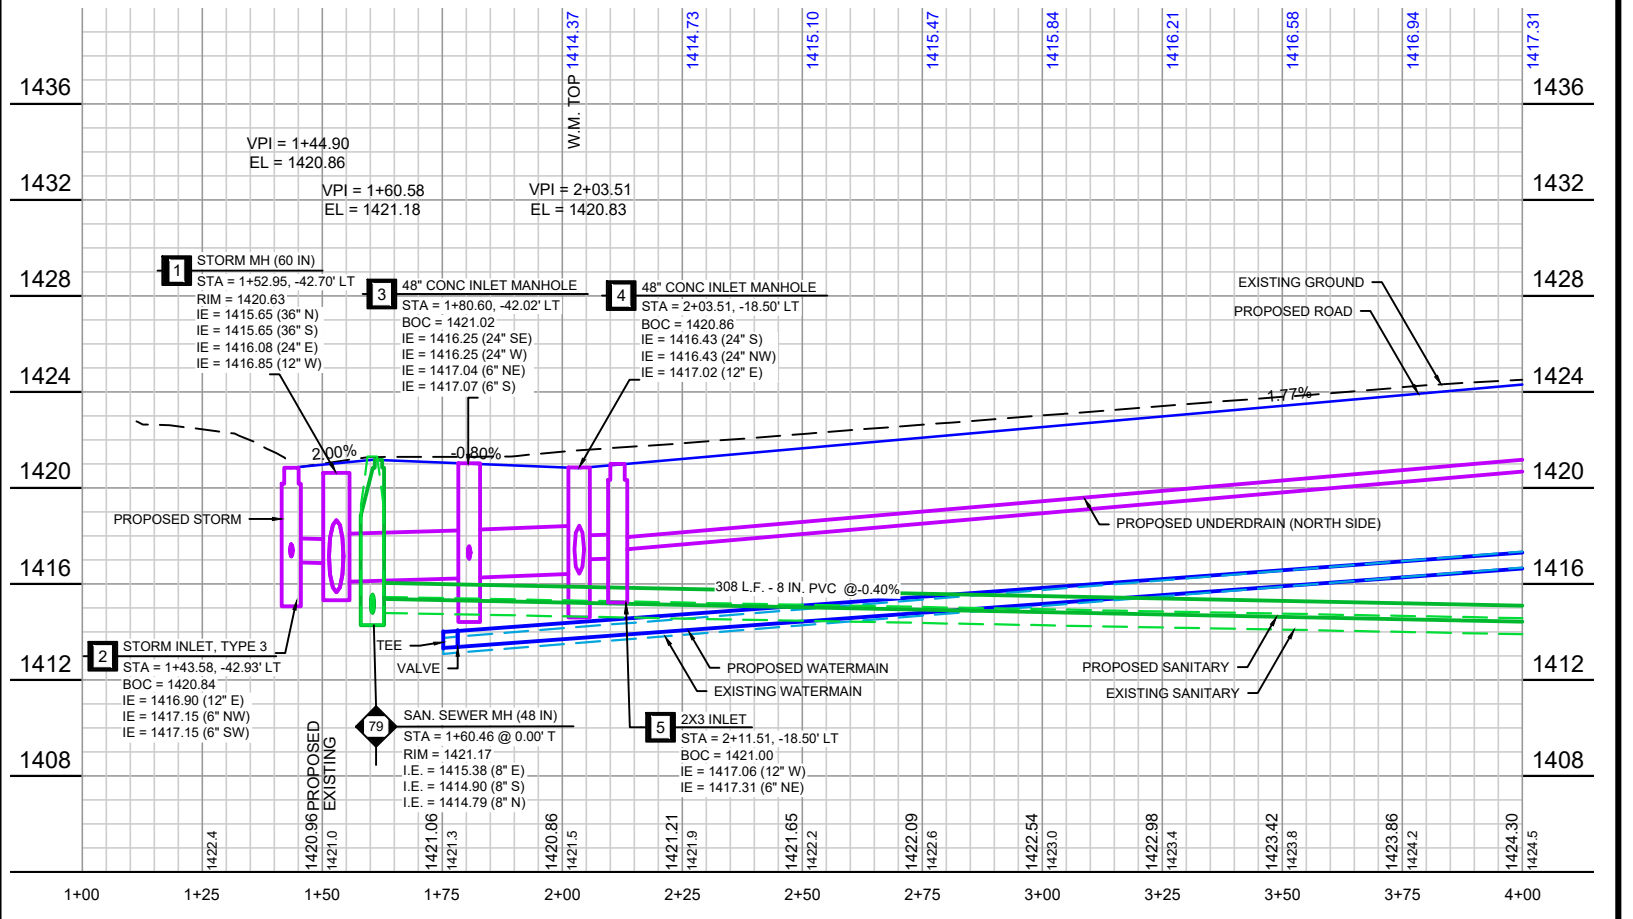 1414.37
1414.73
1415.10
1415.47
1415.84
1416.21
1416.58
1416.94
1417.31
W.M. TOP
1436
1436
VPI = 1+44.90
EL = 1420.86
1432
1432
VPI = 1+60.58
EL = 1421.18
VPI = 2+03.51
EL = 1420.83
1428
1428
1
STORM MH (60 IN)
STA = 1+52.95, -42.70' LT
RIM = 1420.63
IE = 1415.65 (36" N)
IE = 1415.65 (36" S)
IE = 1416.08 (24" E)
IE = 1416.85 (12" W)
3
48" CONC INLET MANHOLE
STA = 1+80.60, -42.02' LT
BOC = 1421.02
IE = 1416.25 (24" SE)
IE = 1416.25 (24" W)
IE = 1417.04 (6" NE)
IE = 1417.07 (6" S)
4
48" CONC INLET MANHOLE
STA = 2+03.51, -18.50' LT
BOC = 1420.86
IE = 1416.43 (24" S)
IE = 1416.43 (24" NW)
IE = 1417.02 (12" E)
EXISTING GROUND
PROPOSED ROAD
1424
1424
1.77%
2.00%
-0.80%
1420
1420
PROPOSED STORM
PROPOSED UNDERDRAIN (NORTH SIDE)
1416
1416
308 L.F. - 8 IN. PVC @-0.40%
TEE
VALVE
PROPOSED WATERMAIN
EXISTING WATERMAIN
PROPOSED SANITARY
EXISTING SANITARY
1412
1412
2
STORM INLET, TYPE 3
STA = 1+43.58, -42.93' LT
BOC = 1420.84
IE = 1416.90 (12" E)
IE = 1417.15 (6" NW)
IE = 1417.15 (6" SW)
79
SAN. SEWER MH (48 IN)
STA = 1+60.46 @ 0.00' T
RIM = 1421.17
I.E. = 1415.38 (8" E)
I.E. = 1414.90 (8" S)
I.E. = 1414.79 (8" N)
5
2X3 INLET
STA = 2+11.51, -18.50' LT
BOC = 1421.00
IE = 1417.06 (12" W)
IE = 1417.31 (6" NE)
1408
1408
PROPOSED
EXISTING
1422.4
1420.96
1421.0
1421.06
1421.3
1420.86
1421.5
1421.21
1421.9
1421.65
1422.2
1422.09
1422.6
1422.54
1423.0
1422.98
1423.4
1423.42
1423.8
1423.86
1424.2
1424.30
1424.5
1+00
1+25
1+50
1+75
2+00
2+25
2+50
2+75
3+00
3+25
3+50
3+75
4+00